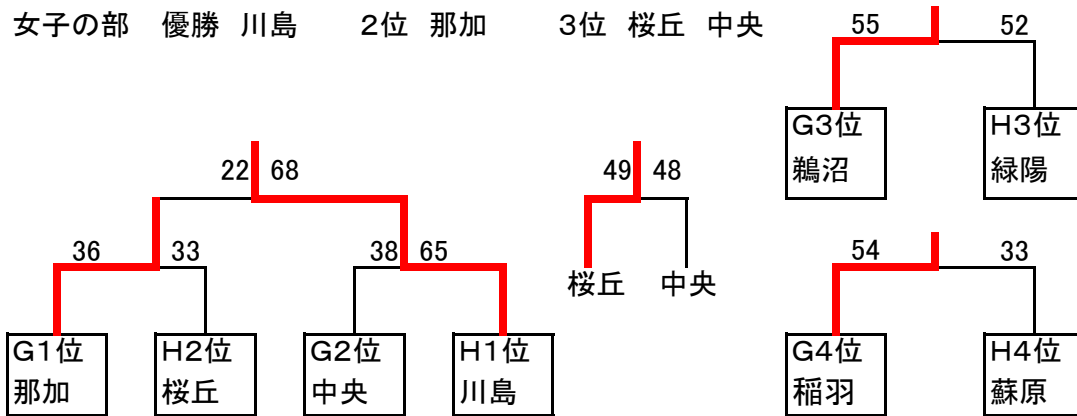 女子の部　優勝　川島　　２位　那加　　３位　桜丘　中央
22 68
36 33
38 65
G1位
那加
H2位
桜丘
G2位
中央
H1位
川島
49 48
桜丘　中央
55 52
G3位
鵜沼
H3位
緑陽
54 33
G4位
稲羽
H4位
蘇原